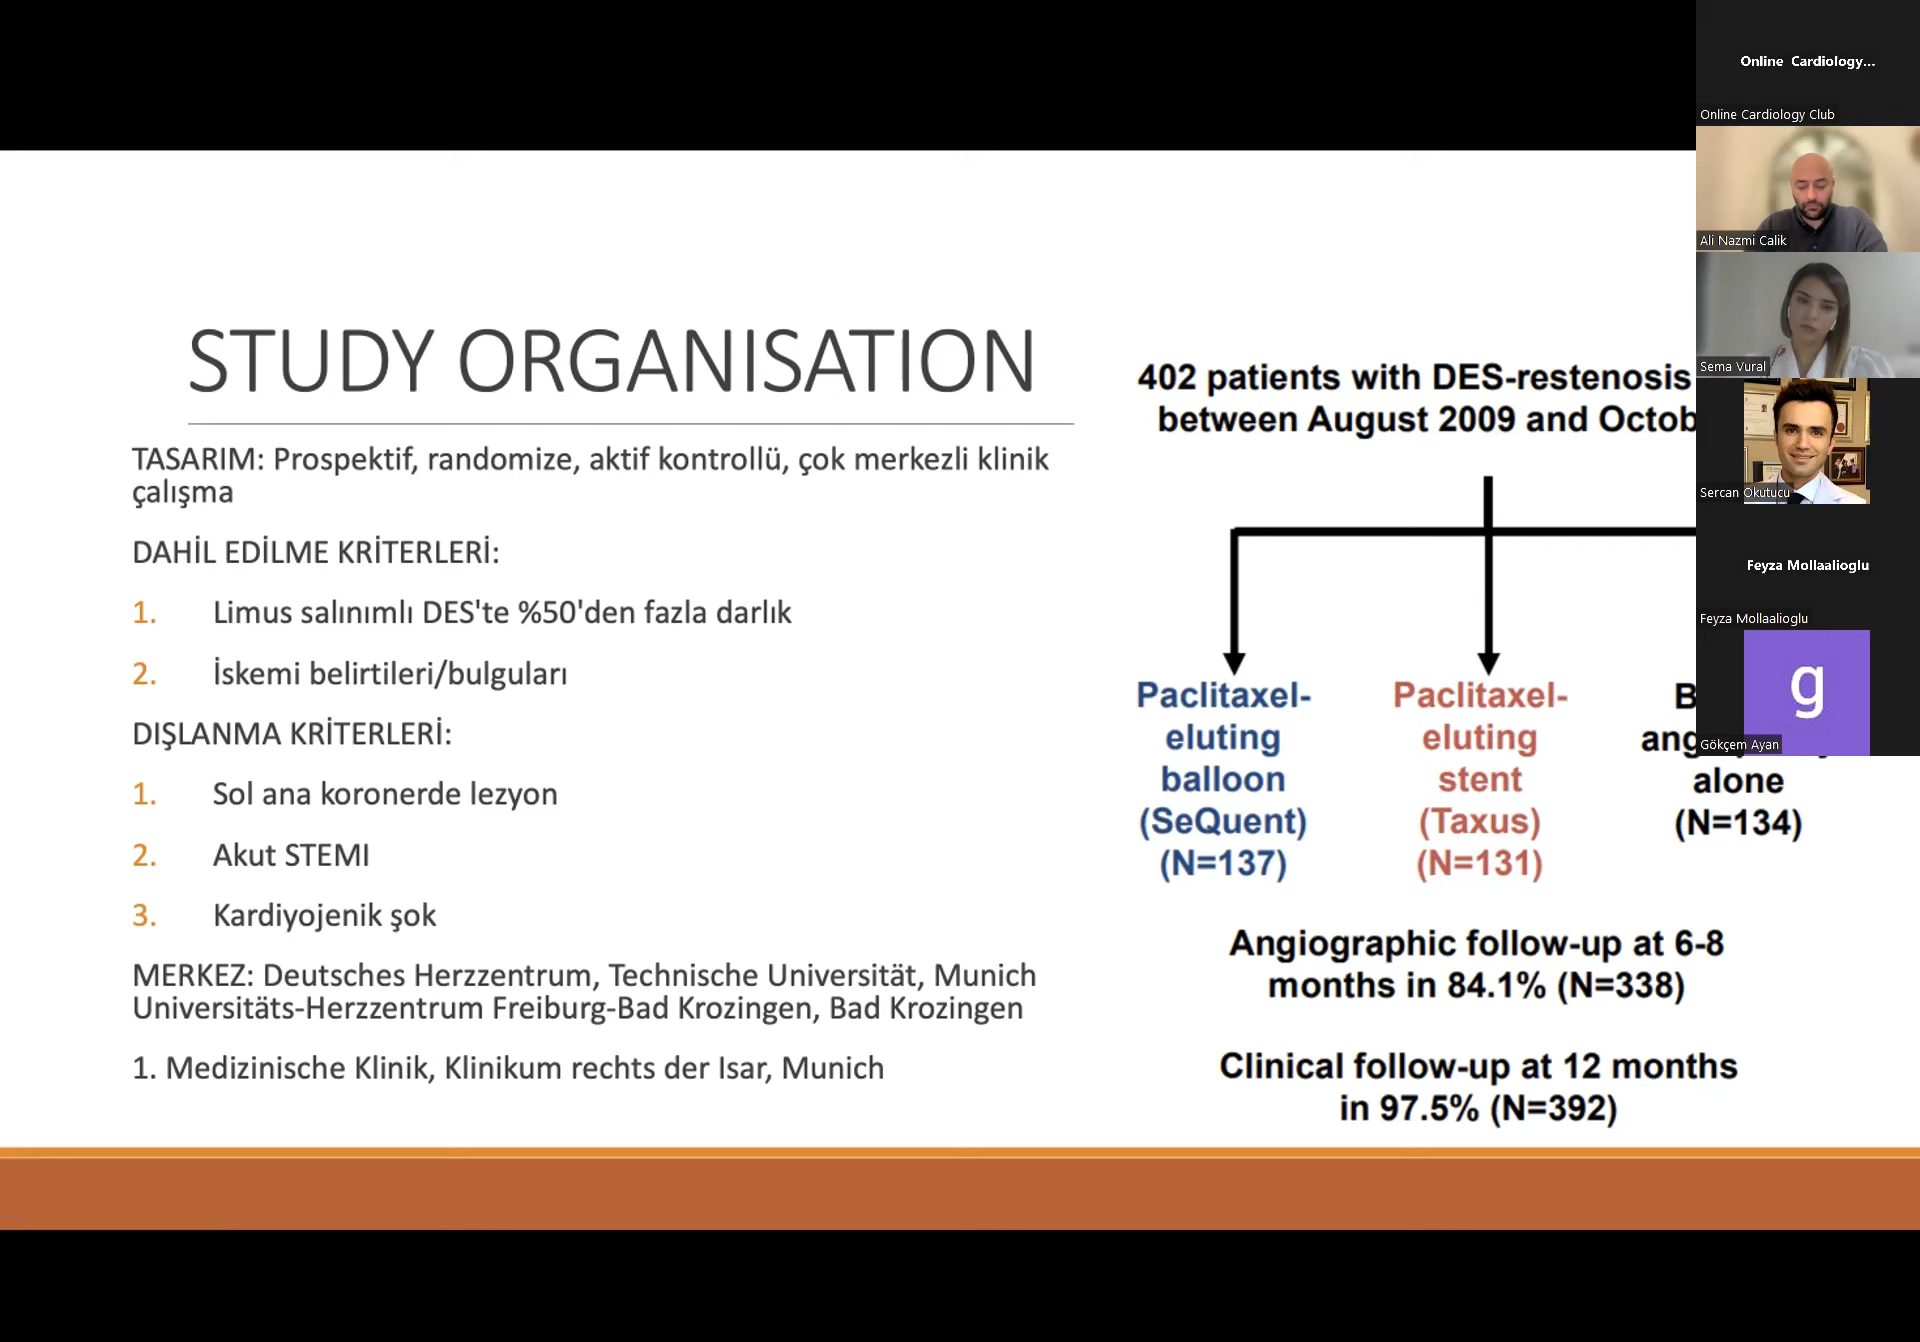 STUDY ORGANISATION
TASARIM: Prospektif, randomize, aktif kontrollü, çok merkezli klinik
çalışma
DAHİL EDİLME KRİTERLERİ:
1. Limus salınımlı DES'te %50'den fazla darlık
2. İskemi belirtileri/bulguları
DIŞLANMA KRİTERLERİ:
1. Sol ana koronerde lezyon
2. Akut STEMI
3. Kardiyojenik şok
MERKEZ: Deutsches Herzzentrum, Technische Universität, Munich
Universitäts-Herzzentrum Freiburg-Bad Krozingen, Bad Krozingen
1. Medizinische Klinik, Klinikum rechts der Isar, Munich
402 patients with DES-restenosis
between August 2009 and Octob
Paclitaxel-
eluting
balloon
(SeQuent)
(N=137)
Paclitaxel-
eluting
stent
(Taxus)
(N=131)
B
ang
alone
(N=134)
Angiographic follow-up at 6-8
months in 84.1% (N=338)
Clinical follow-up at 12 months
in 97.5% (N=392)
Online Cardiology...
Online Cardiology Club
Ali Nazmi Calik
Sema Vural
Sercan Okutucu
Feyza Mollaalioglu
Feyza Mollaalioglu
g
Gökçem Ayan